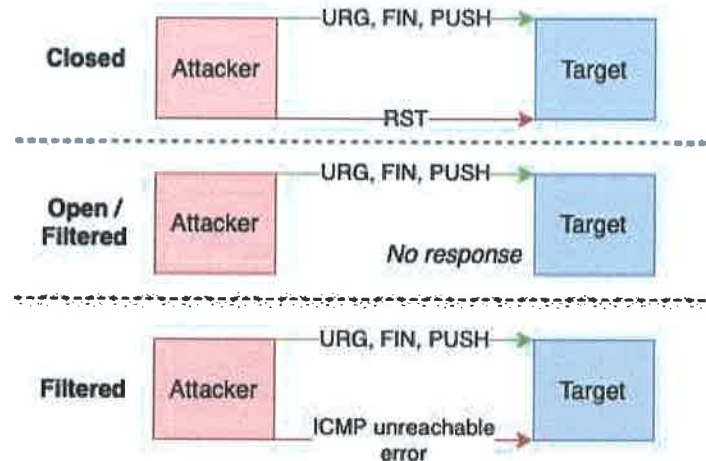 URG, FIN, PUSH
Closed
Attacker
Target
RST
URG, FIN, PUSH
Open /
Filtered
Attacker
Target
No response
URG, FIN, PUSH
Filtered
Attacker
Target
ICMP unreachable
error